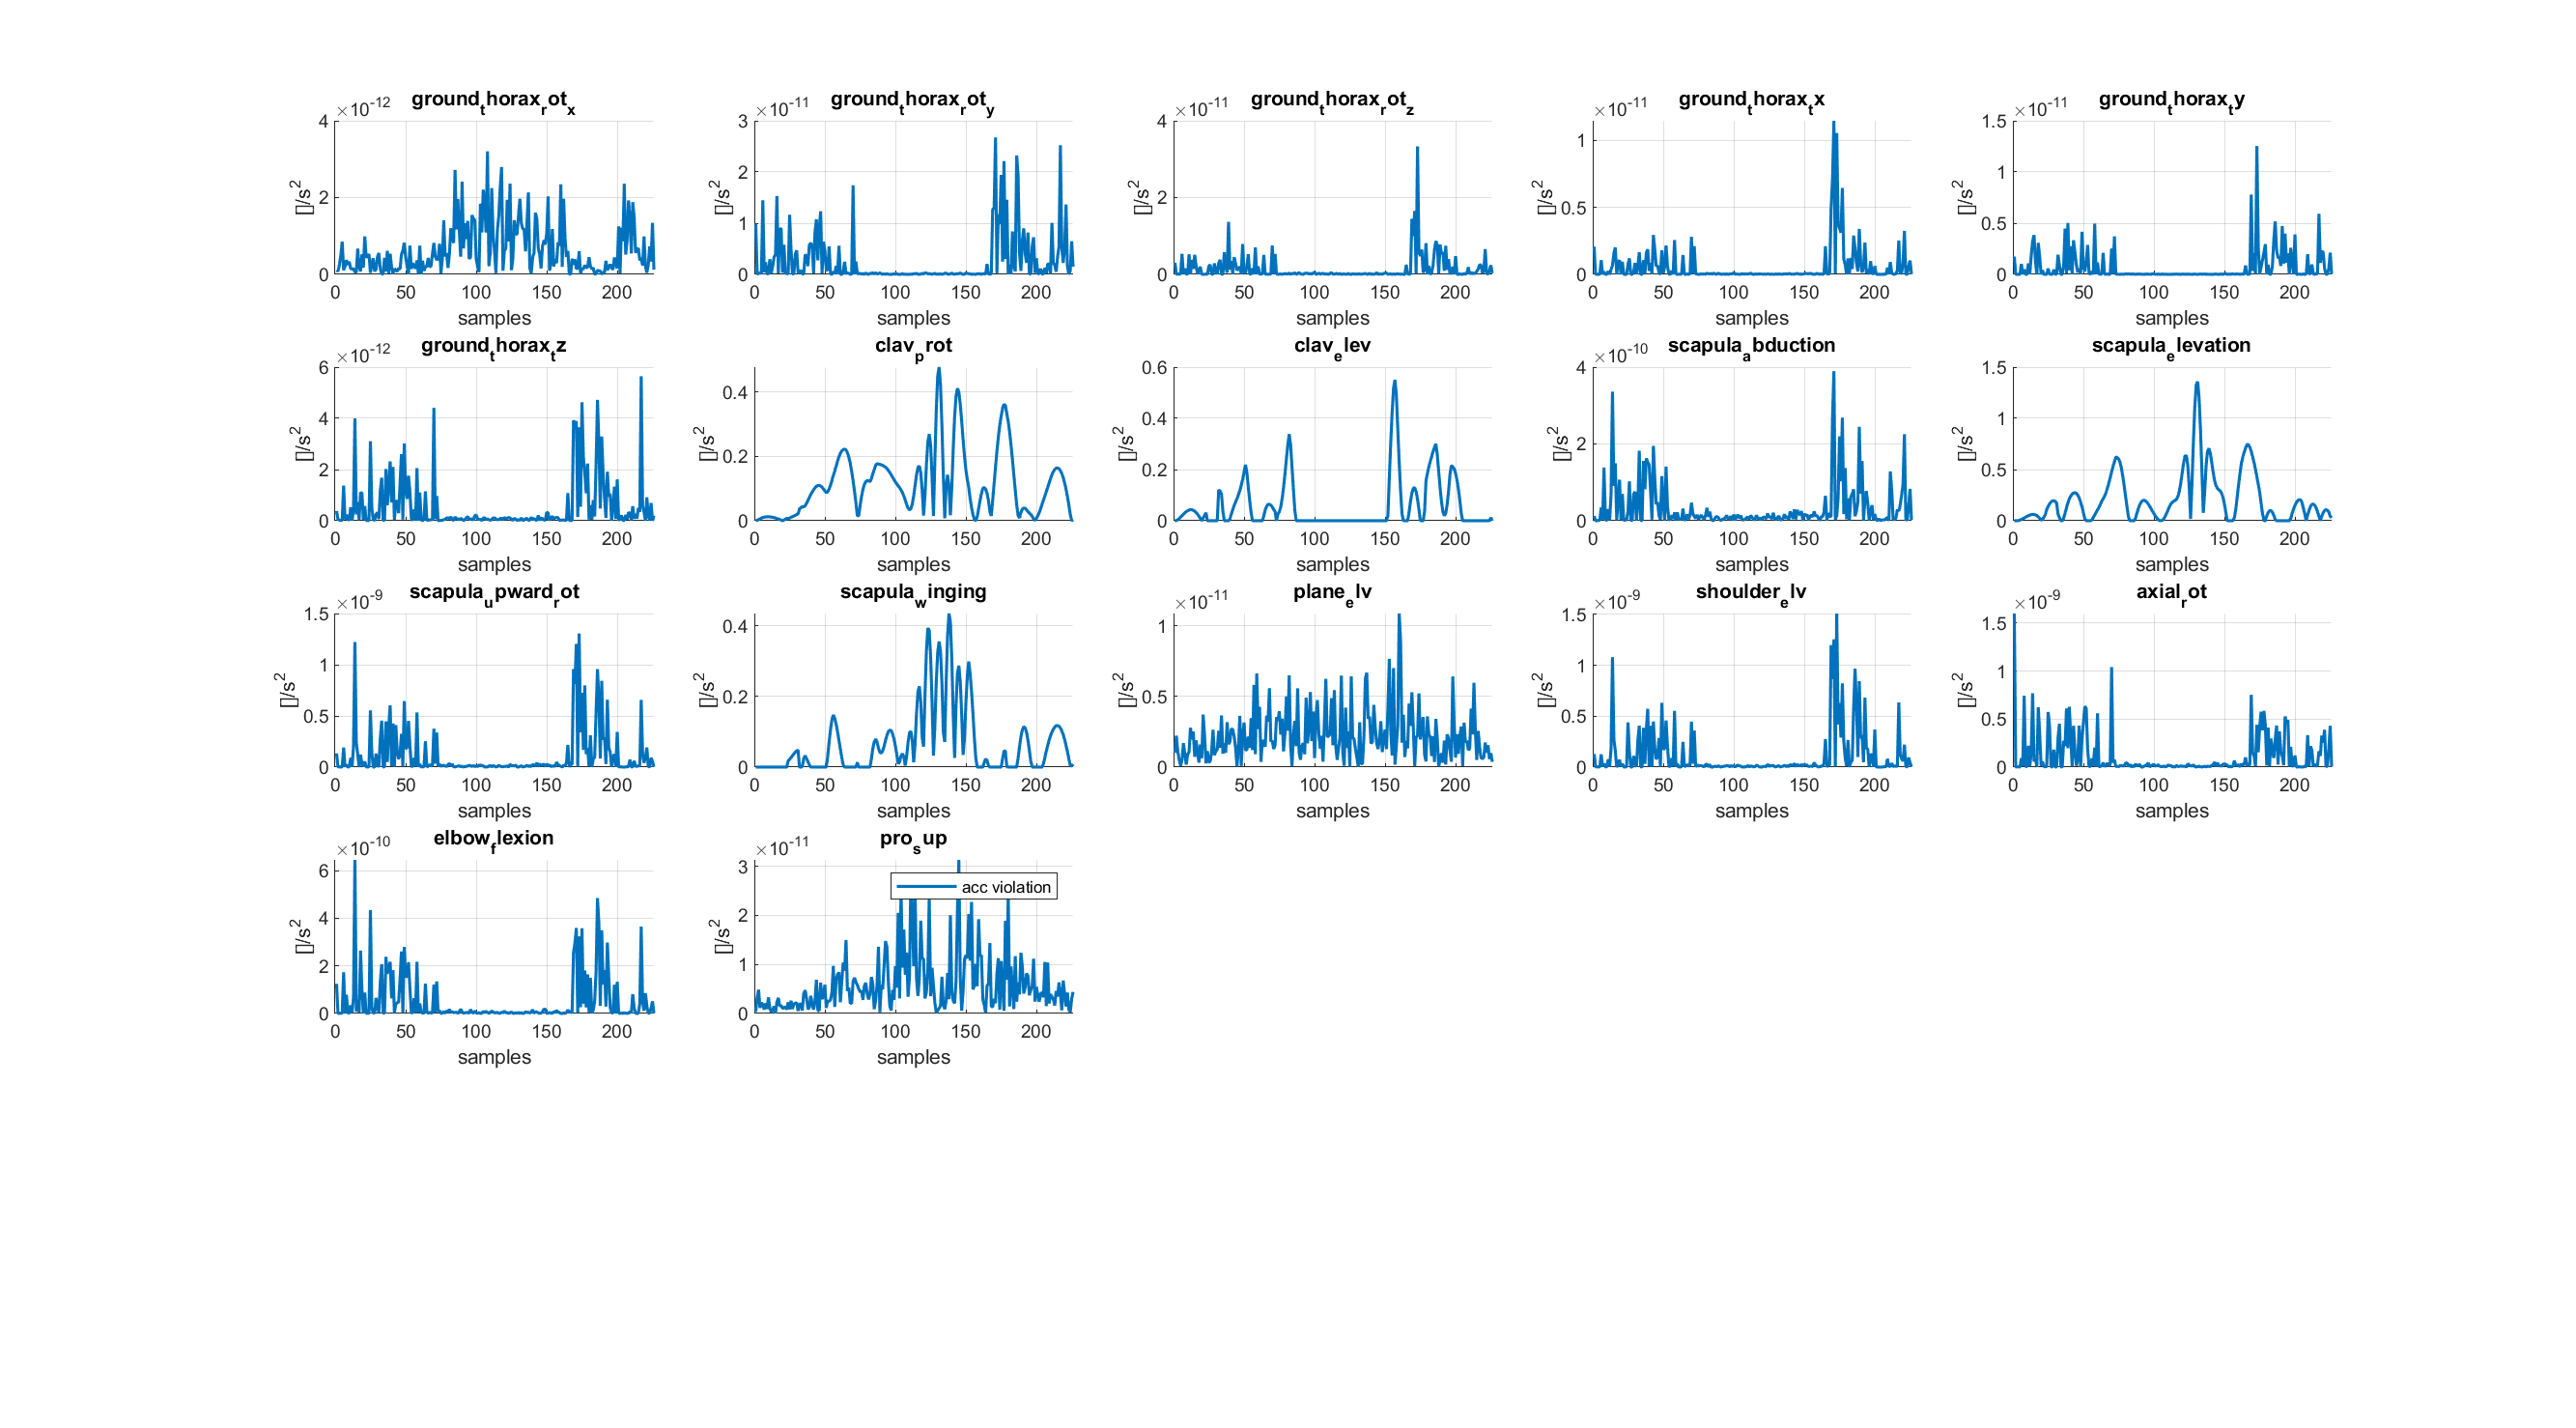 ×10-12 ground_thorax_rot_x
4
2
0
[]/s2
0 50 100 150 200
samples
×10-11 ground_thorax_rot_y
3
2
1
0
[]/s2
0 50 100 150 200
samples
×10-11 ground_thorax_rot_z
4
2
0
[]/s2
0 50 100 150 200
samples
×10-11 ground_thorax_tx
1
0.5
0
[]/s2
0 50 100 150 200
samples
×10-11 ground_thorax_ty
1.5
1
0.5
0
[]/s2
0 50 100 150 200
samples
×10-12 ground_thorax_tz
6
4
2
0
[]/s2
0 50 100 150 200
samples
clav_prot
0.4
0.2
0
[]/s2
0 50 100 150 200
samples
clav_elev
0.6
0.4
0.2
0
[]/s2
0 50 100 150 200
samples
×10-10 scapula_abduction
4
2
0
[]/s2
0 50 100 150 200
samples
scapula_elevation
1.5
1
0.5
0
[]/s2
0 50 100 150 200
samples
×10-9 scapula_upward_rot
1.5
1
0.5
0
[]/s2
0 50 100 150 200
samples
scapula_winging
0.4
0.2
0
[]/s2
0 50 100 150 200
samples
×10-11 plane_elv
1
0.5
0
[]/s2
0 50 100 150 200
samples
×10-9 shoulder_elv
1.5
1
0.5
0
[]/s2
0 50 100 150 200
samples
×10-9 axial_rot
1.5
1
0.5
0
[]/s2
0 50 100 150 200
samples
×10-10 elbow_flexion
6
4
2
0
[]/s2
0 50 100 150 200
samples
×10-11 pro_sup
3
2
1
0
[]/s2
acc violation
0 50 100 150 200
samples